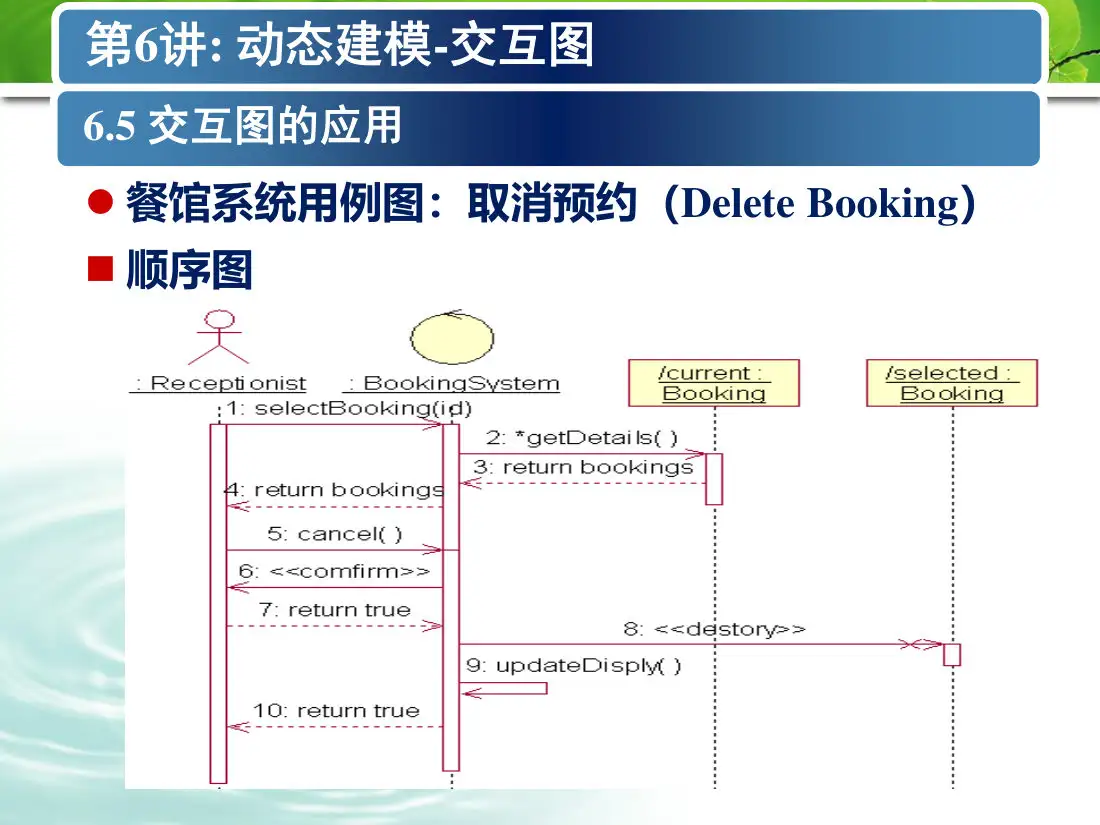 第6讲: 动态建模-交互图
6.5 交互图的应用
餐馆系统用例图：取消预约（Delete Booking）
顺序图
: Receptionist
: BookingSystem
/current :
Booking
/selected :
Booking
1: selectBooking(id)
2: *getDetails( )
3: return bookings
4: return bookings
5: cancel( )
6: <<comfirm>>
7: return true
8: <<destory>>
9: updateDisply( )
10: return true